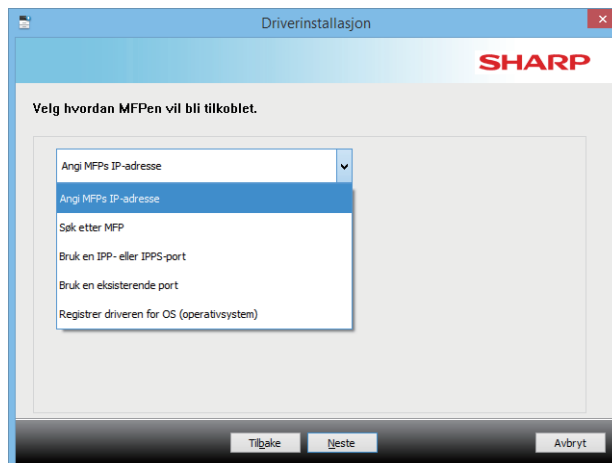 Driverinstallasjon
SHARP
Velg hvordan MFPen vil bli tilkoblet.
Angi MFPs IP-adresse
Angi MFPs IP-adresse
Søk etter MFP
Bruk en IPP- eller IPPS-port
Bruk en eksisterende port
Registrer driveren for OS (operativsystem)
Tilbake Neste Avbryt